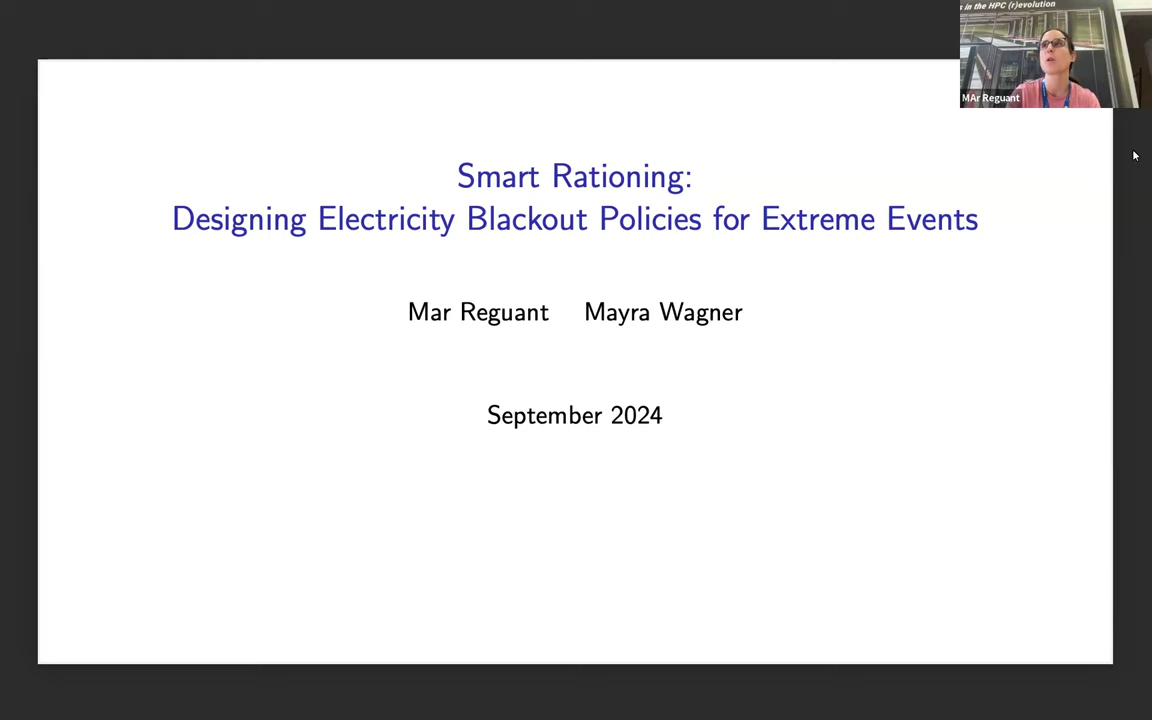 s in the HPC (r)evolution
MAr Reguant
Smart Rationing:
Designing Electricity Blackout Policies for Extreme Events
Mar Reguant Mayra Wagner
September 2024